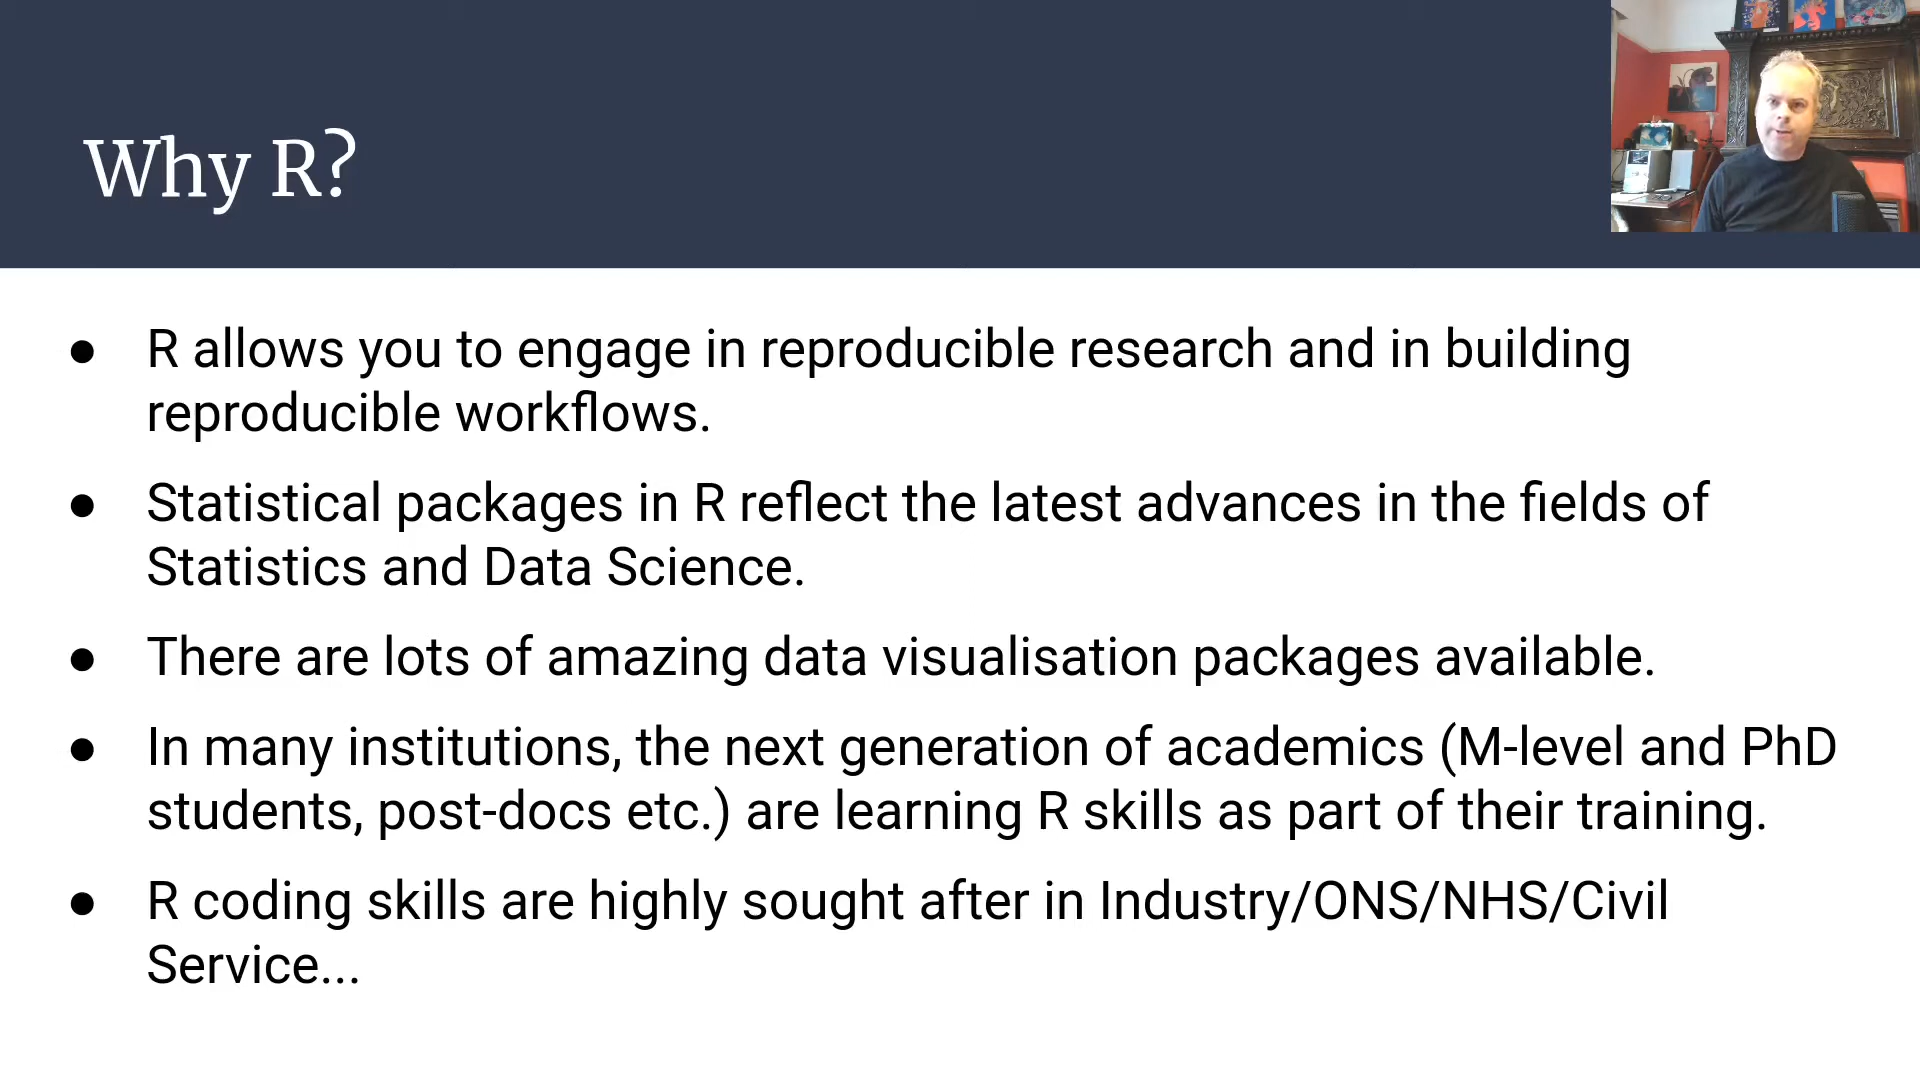 Why R?
● R allows you to engage in reproducible research and in building
reproducible workflows.
● Statistical packages in R reflect the latest advances in the fields of
Statistics and Data Science.
● There are lots of amazing data visualisation packages available.
● In many institutions, the next generation of academics (M-level and PhD
students, post-docs etc.) are learning R skills as part of their training.
● R coding skills are highly sought after in Industry/ONS/NHS/Civil
Service...